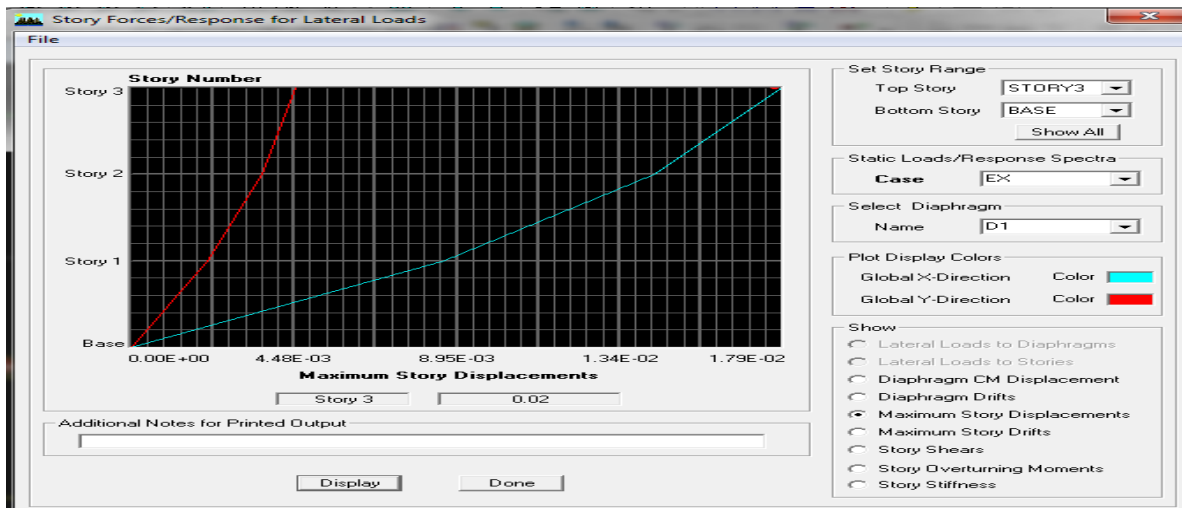 Story Forces/Response for Lateral Loads
File
Story Number
Story 3
Story 2
Story 1
Base
0.00E+00 4.48E-03 8.95E-03 1.34E-02 1.79E-02
Maximum Story Displacements
Story 3 0.02
Additional Notes for Printed Output
Display Done
Set Story Range
Top Story STORY3
Bottom Story BASE
Show All
Static Loads/Response Spectra
Case EX
Select Diaphragm
Name D1
Plot Display Colors
Global X-Direction Color
Global Y-Direction Color
Show
Lateral Loads to Diaphragms
Lateral Loads to Stories
Diaphragm CM Displacement
Diaphragm Drifts
Maximum Story Displacements
Maximum Story Drifts
Story Shears
Story Overturning Moments
Story Stiffness